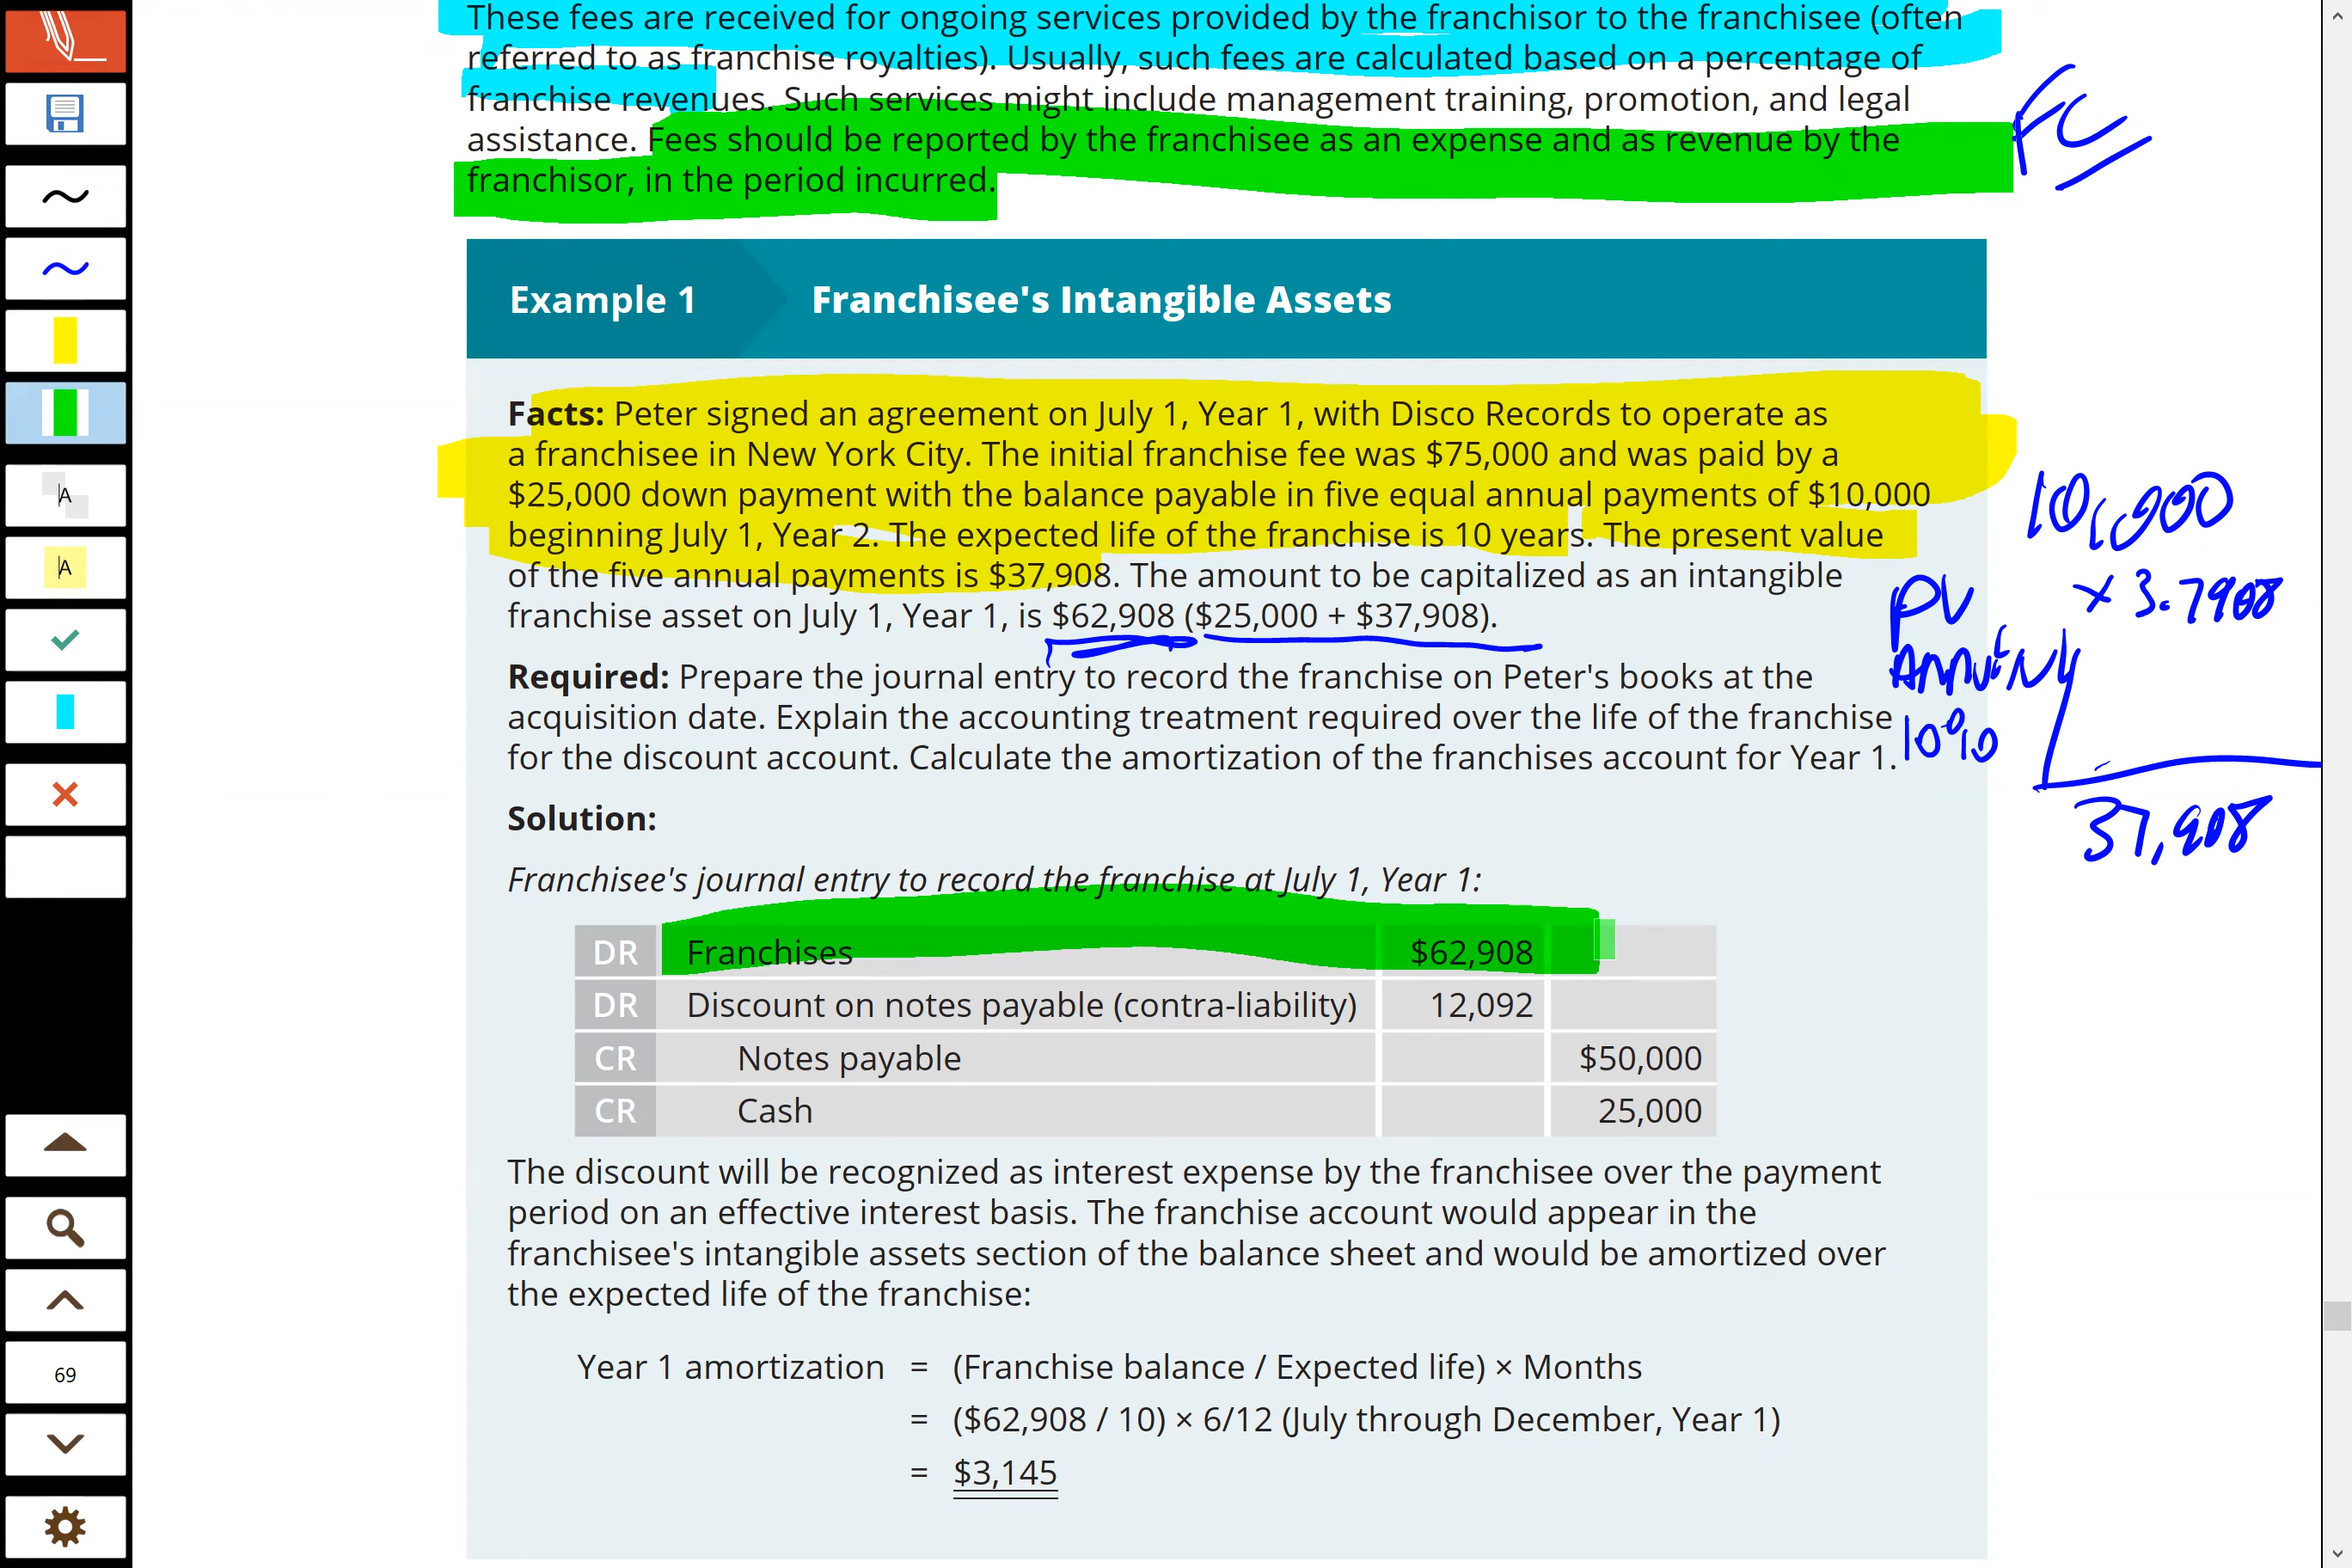 These fees are received for ongoing services provided by the franchisor to the franchisee (often
referred to as franchise royalties). Usually, such fees are calculated based on a percentage of
franchise revenues. Such services might include management training, promotion, and legal
assistance. Fees should be reported by the franchisee as an expense and as revenue by the
franchisor, in the period incurred.
FC
Example 1 Franchisee's Intangible Assets
Facts: Peter signed an agreement on July 1, Year 1, with Disco Records to operate as
a franchisee in New York City. The initial franchise fee was $75,000 and was paid by a
$25,000 down payment with the balance payable in five equal annual payments of $10,000
beginning July 1, Year 2. The expected life of the franchise is 10 years. The present value
of the five annual payments is $37,908. The amount to be capitalized as an intangible
franchise asset on July 1, Year 1, is $62,908 ($25,000 + $37,908).
10,000
× 3.7908
PV
Annuity
10%
37,908
Required: Prepare the journal entry to record the franchise on Peter's books at the
acquisition date. Explain the accounting treatment required over the life of the franchise
for the discount account. Calculate the amortization of the franchises account for Year 1.
Solution:
Franchisee's journal entry to record the franchise at July 1, Year 1:
DR Franchises $62,908
DR Discount on notes payable (contra-liability) 12,092
CR Notes payable $50,000
CR Cash 25,000
The discount will be recognized as interest expense by the franchisee over the payment
period on an effective interest basis. The franchise account would appear in the
franchisee's intangible assets section of the balance sheet and would be amortized over
the expected life of the franchise:
Year 1 amortization = (Franchise balance / Expected life) × Months
= ($62,908 / 10) × 6/12 (July through December, Year 1)
= $3,145
A
A
69